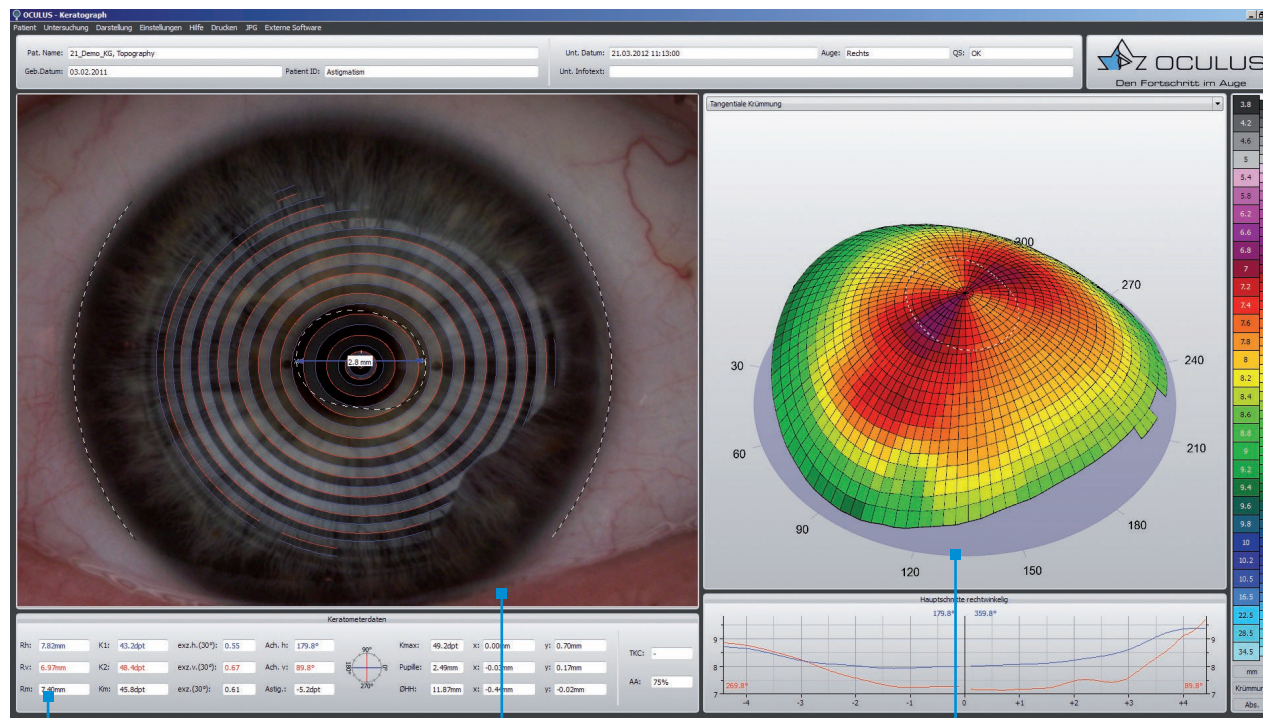 OCULUS - Keratograph
Patient Untersuchung Darstellung Einstellungen Hilfe Drucken JPG Externe Software
Pat. Name: 21_Demo_KG, Topography
Unt. Datum: 21.03.2012 11:13:00 Auge: Rechts QS: OK
Geb.Datum: 03.02.2011 Patient ID: Astigmatism
Unt. Infotext:
OCULUS
Den Fortschritt im Auge
2.8 mm
Tangentiale Krümmung
300
270
240
210
180
150
120
90
60
30
3.8
4.2
4.6
5
5.4
5.8
6.2
6.6
6.8
7
7.2
7.4
7.6
7.8
8
8.2
8.4
8.6
8.8
9
9.2
9.4
9.6
9.8
10
10.2
10.5
16.5
22.5
28.5
34.5
mm
Krümmun
Abs.
Keratometerdaten
Rh: 7.82mm K1: 43.2dpt exz.h.(30°): 0.55 Ach. h: 179.8° Kmax: 49.2dpt x: 0.00mm y: 0.70mm
Rv: 6.97mm K2: 48.4dpt exz.v.(30°): 0.67 Ach. v: 89.8° Pupille: 2.49mm x: -0.03mm y: 0.17mm
Rm: 7.40mm Km: 45.8dpt exz.(30°): 0.61 Astig.: -5.2dpt ØHH: 11.87mm x: -0.44mm y: -0.02mm
90°
180°
0°
270°
TKC: -
AA: 75%
Hauptschnitte rechtwinkelig
179.8° 359.8°
9 9
8 8
7 7
269.8° 89.8°
-4 -3 -2 -1 0 +1 +2 +3 +4